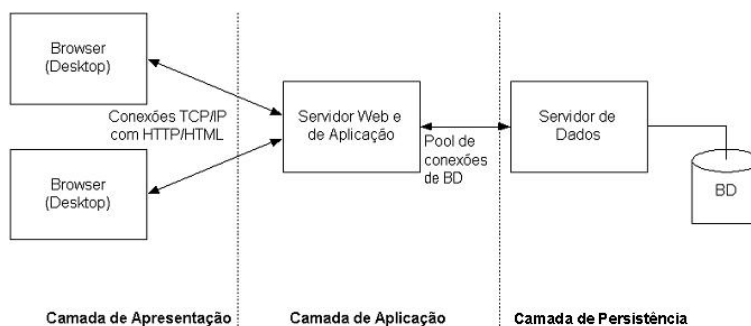 Browser
(Desktop)
Conexões TCP/IP
com HTTP/HTML
Browser
(Desktop)
Servidor Web e
de Aplicação
Pool de
conexões
de BD
Servidor de
Dados
BD
Camada de Apresentação
Camada de Aplicação
Camada de Persistência